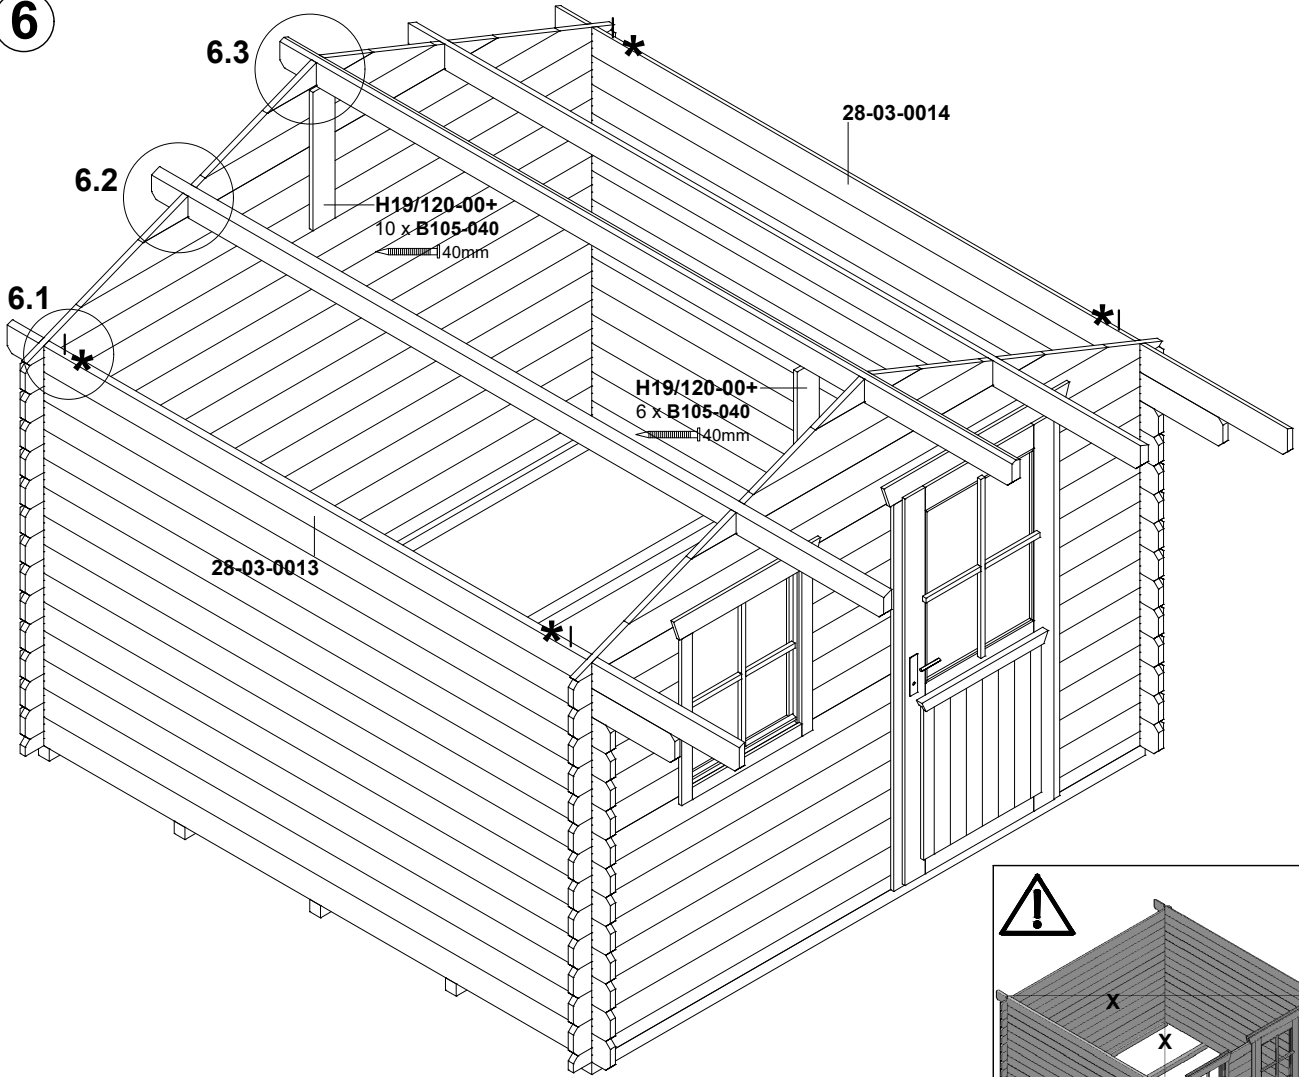 6
6.3
*
28-03-0014
6.2
H19/120-00+
10 x B105-040
40mm
6.1
*
*
H19/120-00+
6 x B105-040
40mm
28-03-0013
*
!
X
X